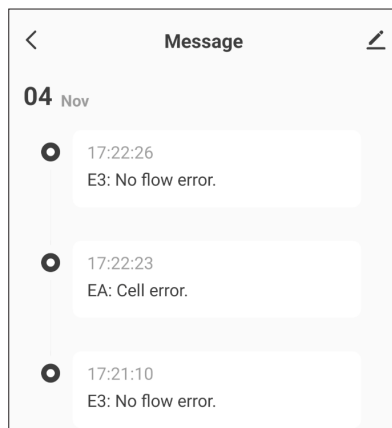 Message
04 Nov
17:22:26
E3: No flow error.
17:22:23
EA: Cell error.
17:21:10
E3: No flow error.